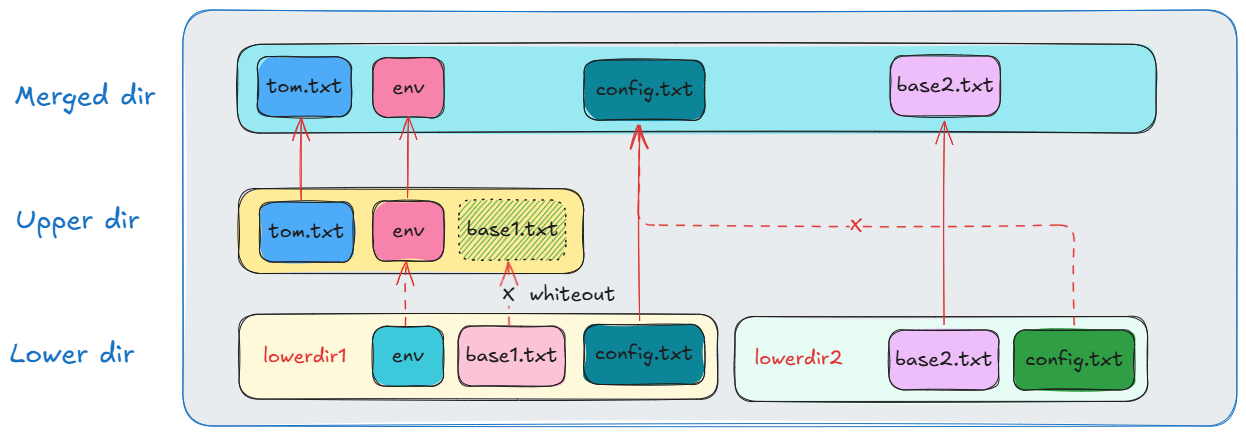 Merged dir
tom.txt
env
config.txt
base2.txt
Upper dir
tom.txt
env
base1.txt
x
x whiteout
Lower dir
lowerdir1
env
base1.txt
config.txt
lowerdir2
base2.txt
config.txt